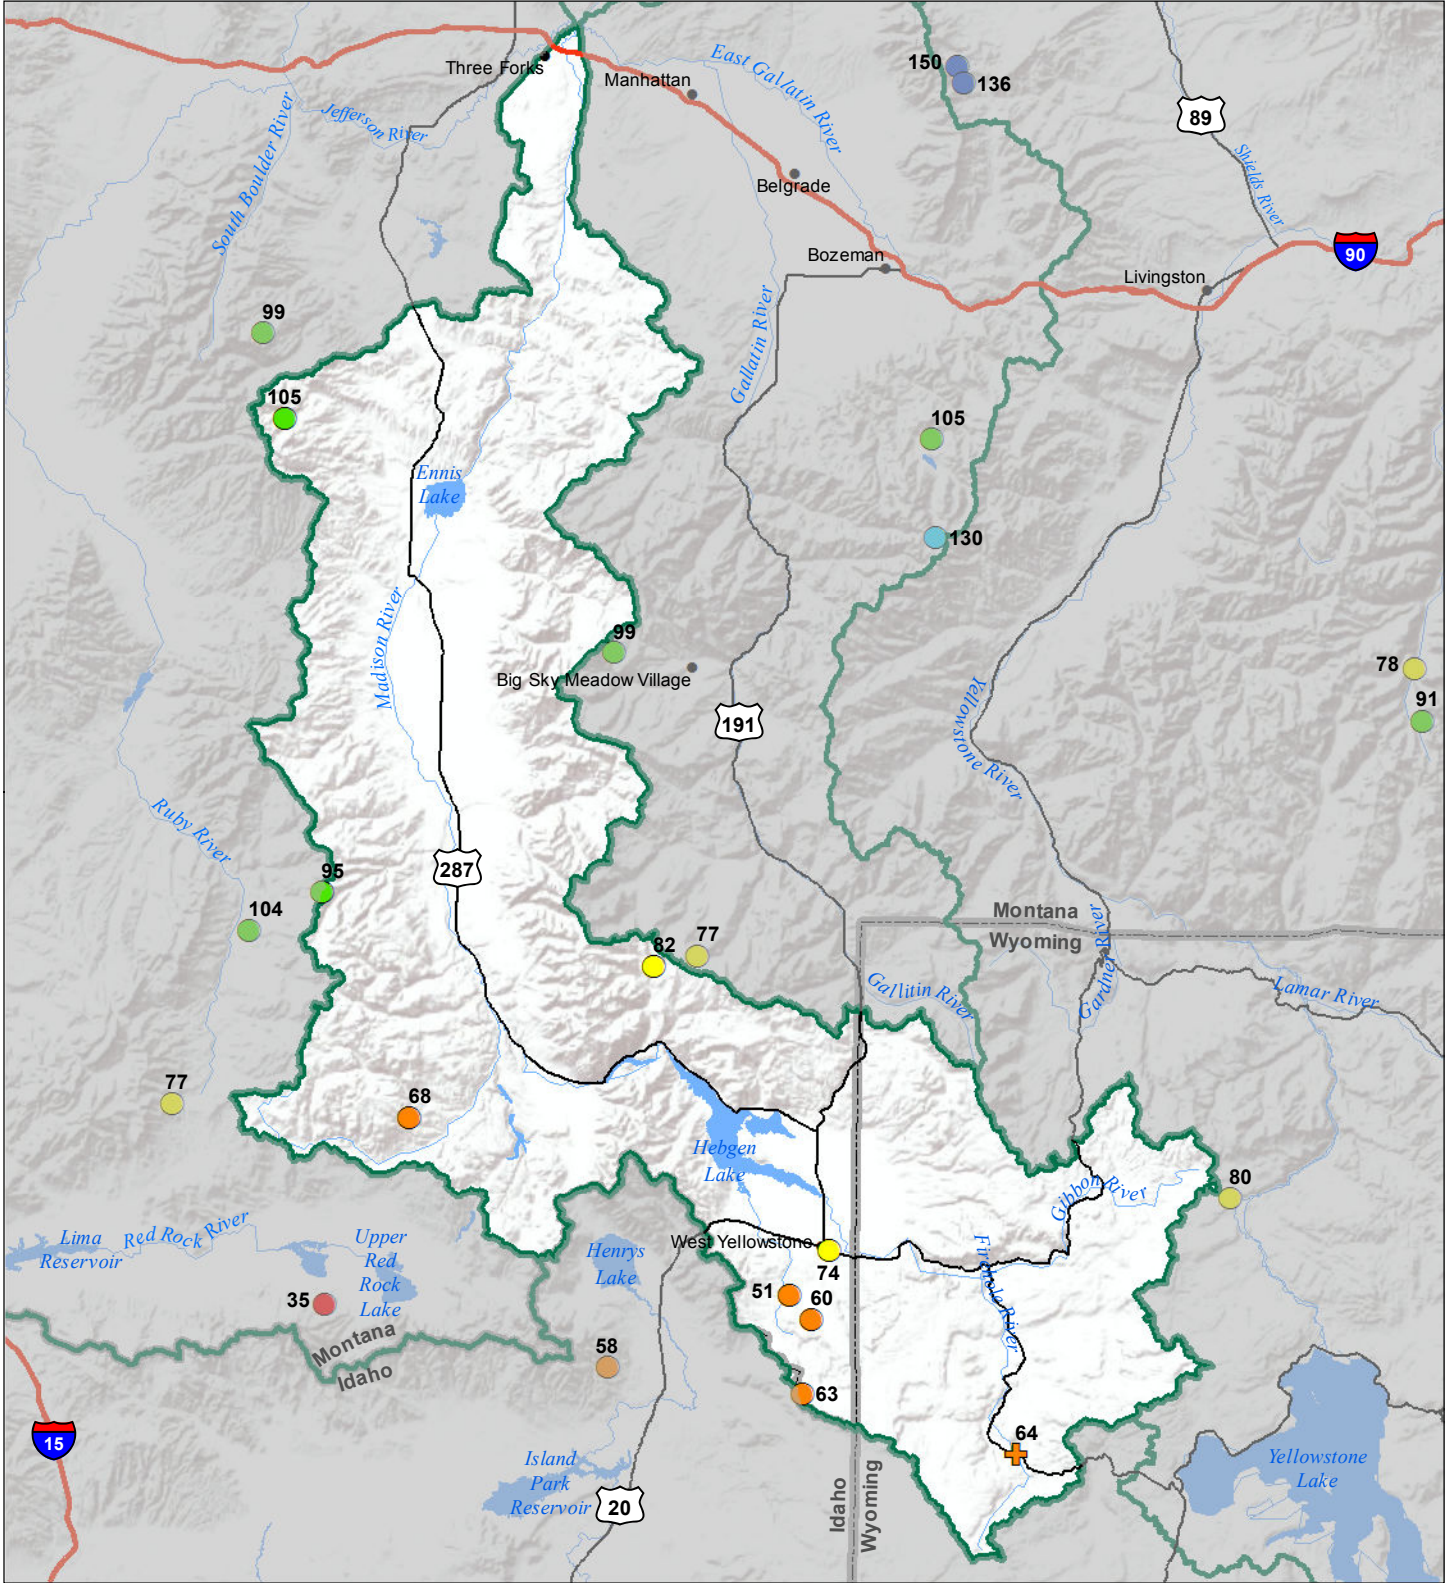 Three Forks
Manhattan
East Gallatin River
150
136
89
Jefferson River
South Boulder River
Shields River
Belgrade
Bozeman
90
Livingston
99
Gallatin River
105
105
Ennis
Lake
130
Madison River
99
Big Sky Meadow Village
78
91
191
Yellowstone River
Ruby River
287
95
104
Montana
Wyoming
Gardner River
82
77
Gallitin River
Lamar River
77
68
Hebgen
Lake
Gibbon River
80
Lima
Reservoir
Red Rock River
Upper
Red
Rock
Lake
Henrys
Lake
West Yellowstone
74
Firehole River
51
60
35
Montana
Idaho
58
63
15
64
Island
Park
Reservoir
20
Idaho
Wyoming
Yellowstone
Lake